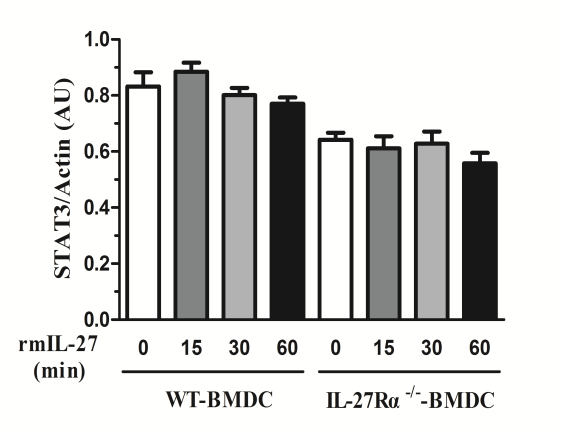 1.0
0.8
0.6
0.4
0.2
0.0
STAT3/Actin (AU)
rmIL-27 0 15 30 60 0 15 30 60
(min)
WT-BMDC IL-27Rα -/--BMDC